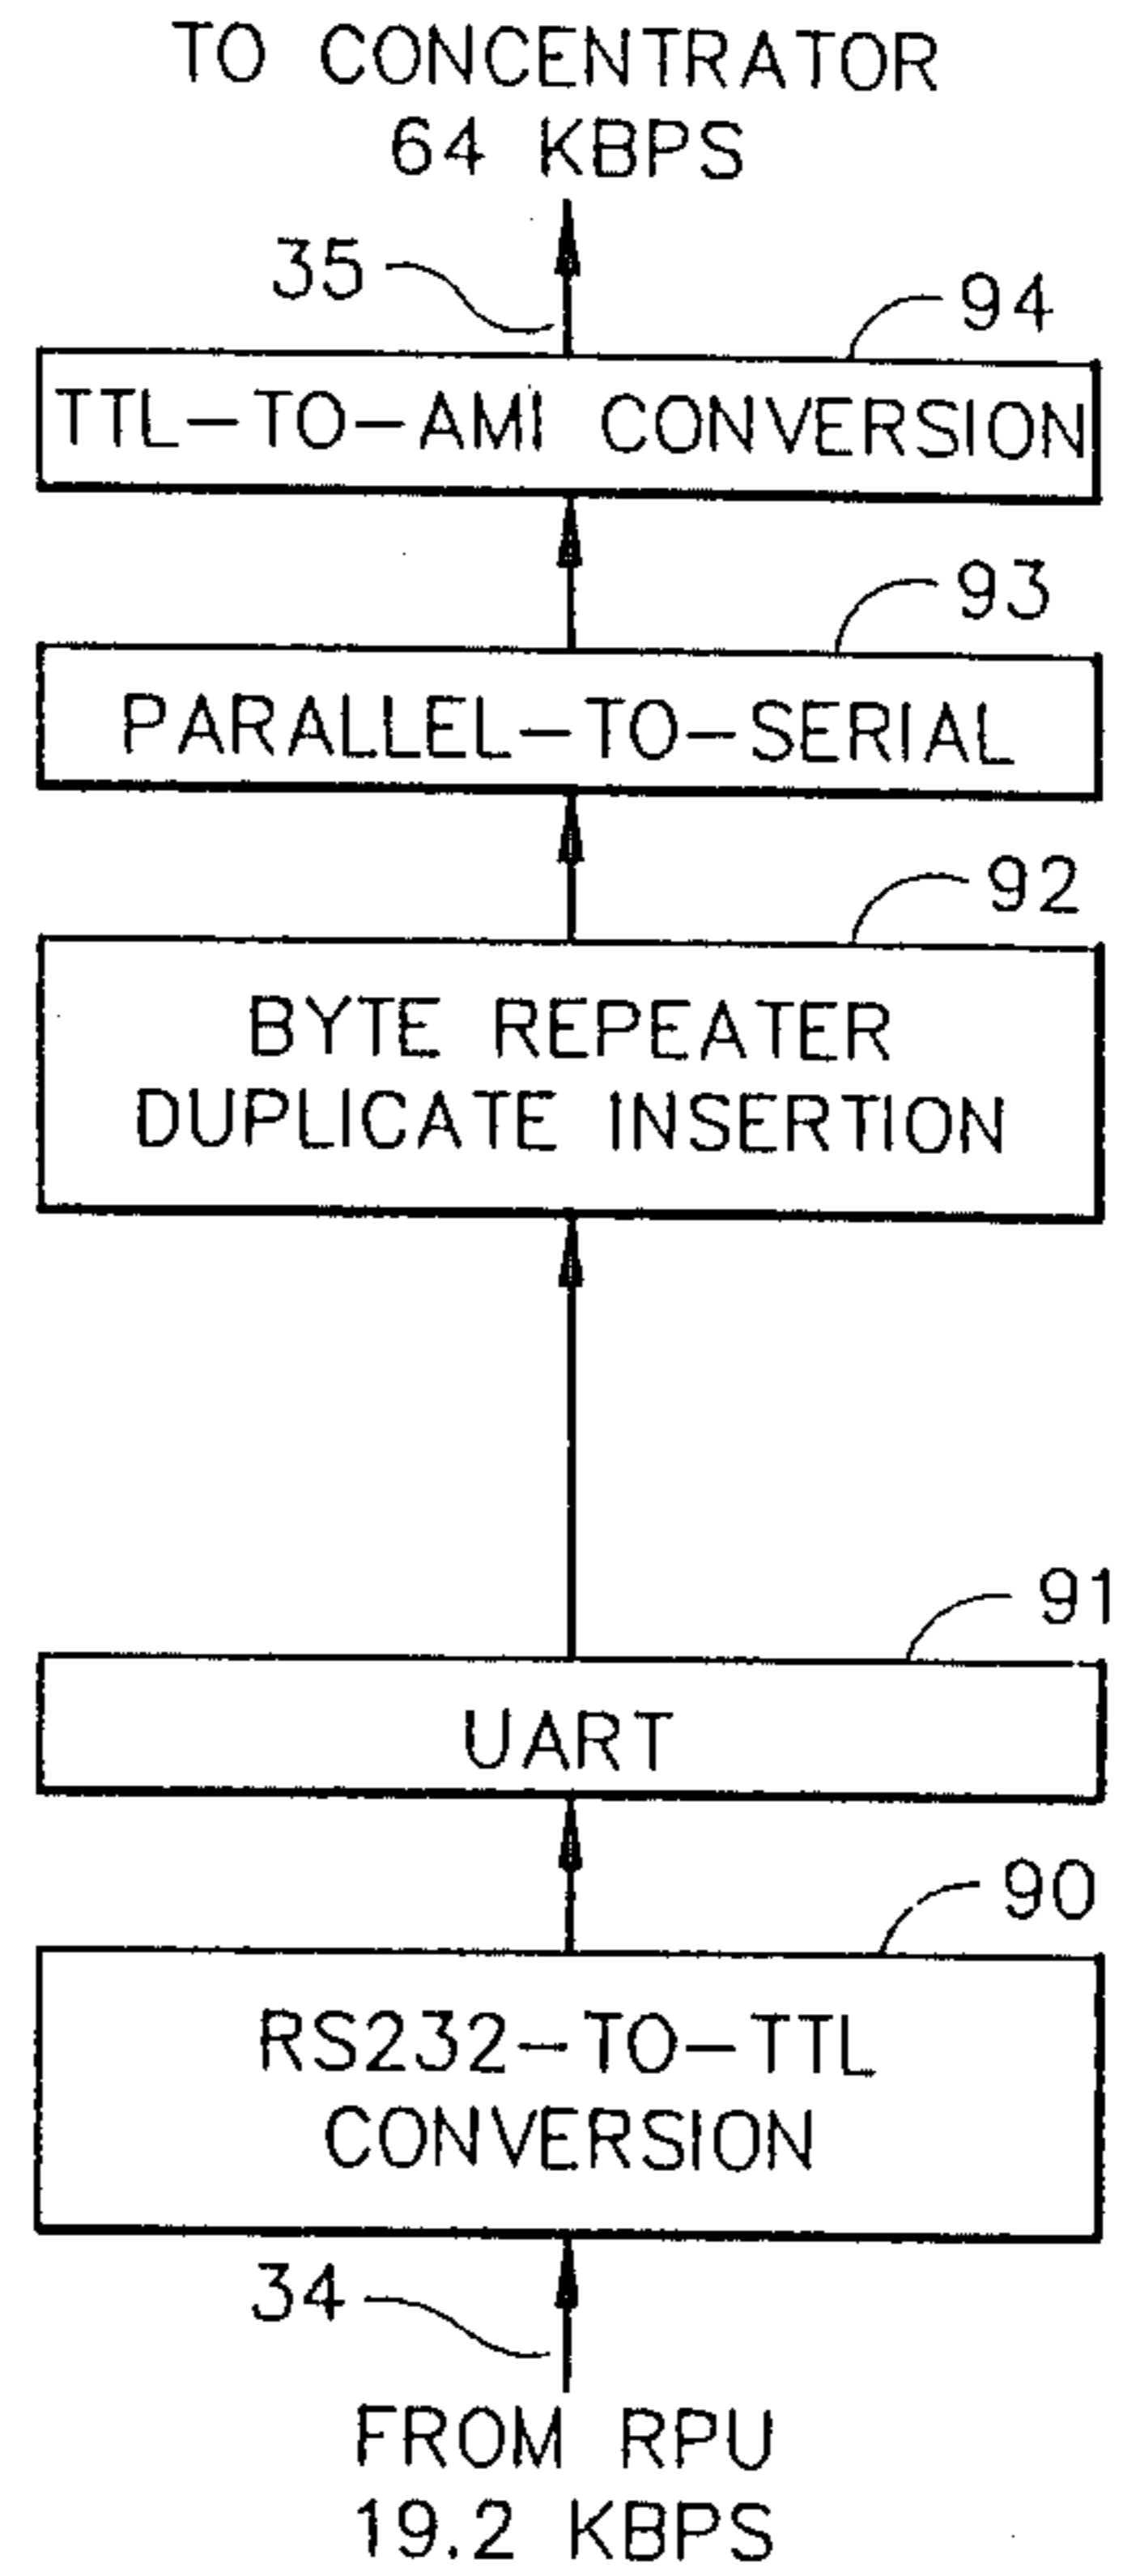 TO CONCENTRATOR
64 KBPS
35
94
TTL-TO-AMI CONVERSION
93
PARALLEL-TO-SERIAL
92
BYTE REPEATER
DUPLICATE INSERTION
91
UART
90
RS232-TO-TTL
CONVERSION
34
FROM RPU
19.2 KBPS